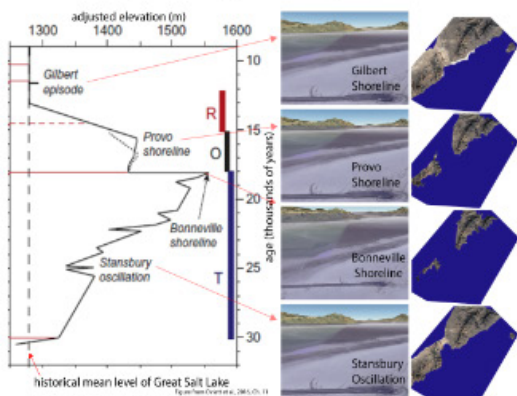 adjusted elevation (m)
1300 1400 1500 1600
10
15
20
25
30
age (thousands of years)
Gilbert
episode
Provo
shoreline
Bonneville
shoreline
Stansbury
oscillation
R
O
T
historical mean level of Great Salt Lake
Gilbert
Shoreline
Provo
Shoreline
Bonneville
Shoreline
Stansbury
Oscillation